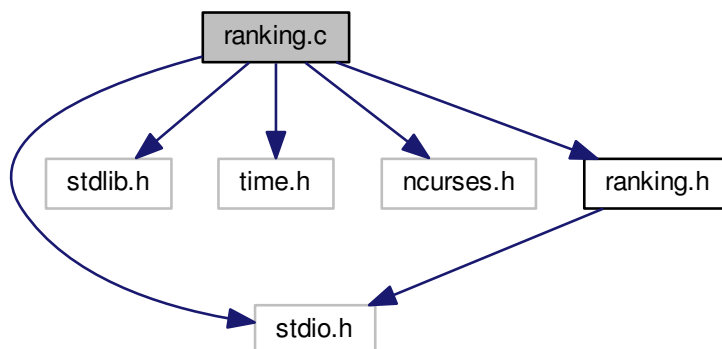 ranking.c
stdlib.h
time.h
ncurses.h
ranking.h
stdio.h